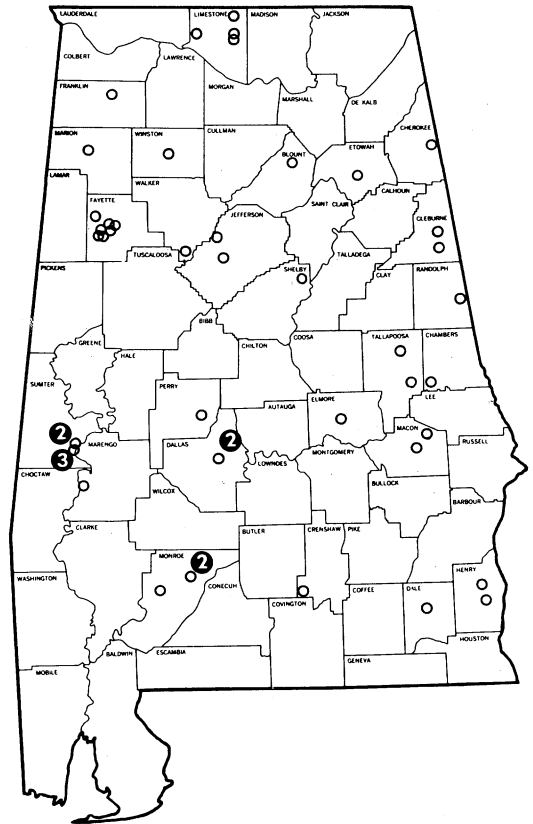 LAUDERDALE
LIMESTONE
MADISON
JACKSON
COLBERT
LAWRENCE
FRANKLIN
MORGAN
MARSHALL
DE KALB
MARION
WINSTON
CULLMAN
CHEROKEE
ETOWAH
BLOUNT
LAMAR
WALKER
CALHOUN
FAYETTE
SAINT CLAIR
JEFFERSON
CLEBURNE
TUSCALOOSA
TALLADEGA
PICKENS
SHELBY
CLAY
RANDOLPH
BIBB
GREENE
HALE
CHILTON
COOSA
TALLAPOOSA
CHAMBERS
SUMTER
PERRY
ELMORE
LEE
AUTAUGA
MACON
2
MARENGO
DALLAS
2
RUSSELL
3
LOWNDES
MONTGOMERY
CHOCTAW
WILCOX
BULLOCK
BARBOUR
CLARKE
BUTLER
CRENSHAW
PIKE
MONROE
2
WASHINGTON
CONECUH
COVINGTON
COFFEE
DALE
HENRY
HOUSTON
BALDWIN
ESCAMBIA
GENEVA
MOBILE